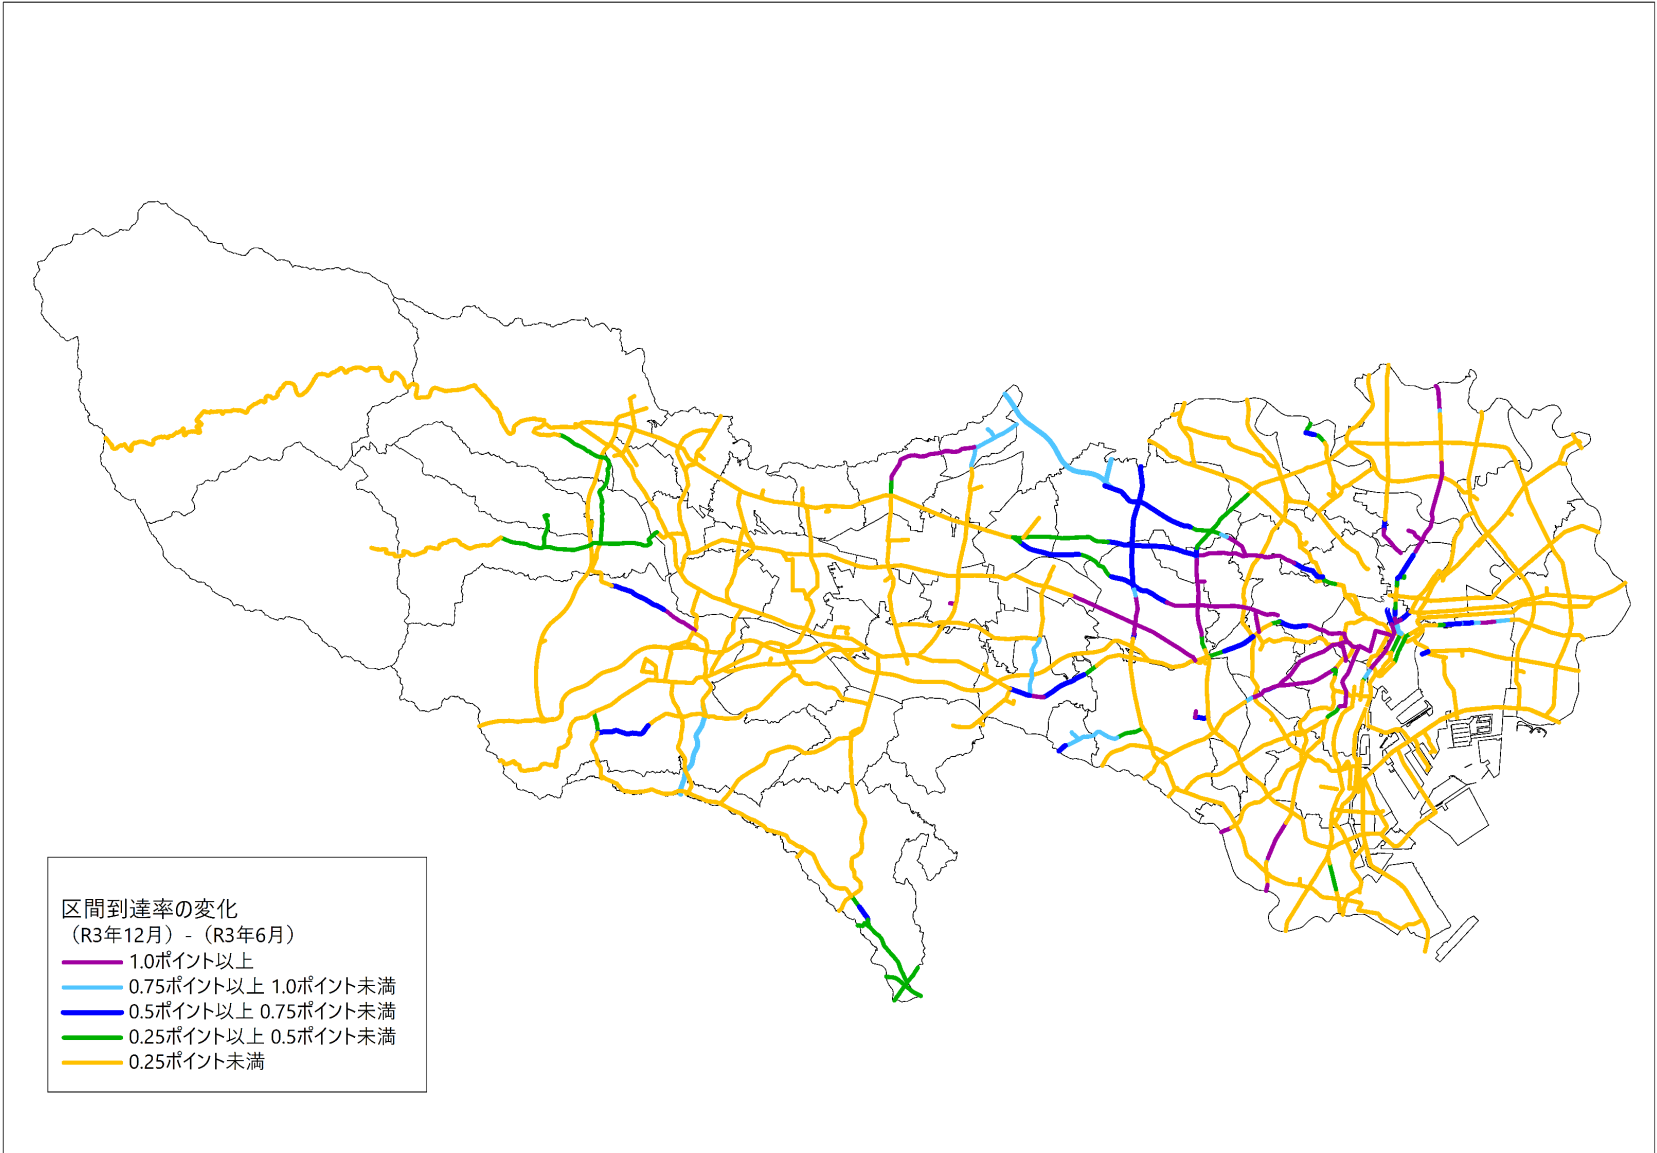 区間到達率の変化
（R3年12月）-（R3年6月）
1.0ポイント以上
0.75ポイント以上 1.0ポイント未満
0.5ポイント以上 0.75ポイント未満
0.25ポイント以上 0.5ポイント未満
0.25ポイント未満